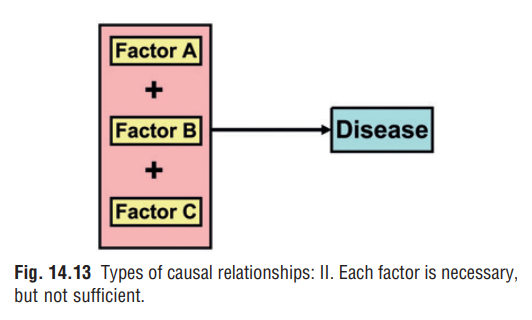 Factor A
+
Factor B
Disease
+
Factor C
Fig. 14.13 Types of causal relationships: II. Each factor is necessary,
but not sufficient.